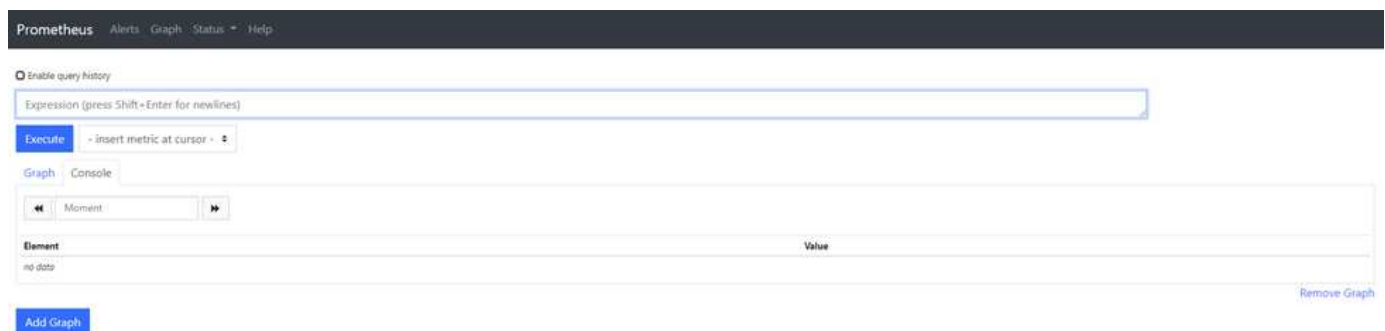 Prometheus Alerts Graph Status Help
Enable query history
Expression (press Shift+Enter for newlines)
Execute - insert metric at cursor -
Graph Console
Moment
Element Value
no data
Remove Graph
Add Graph